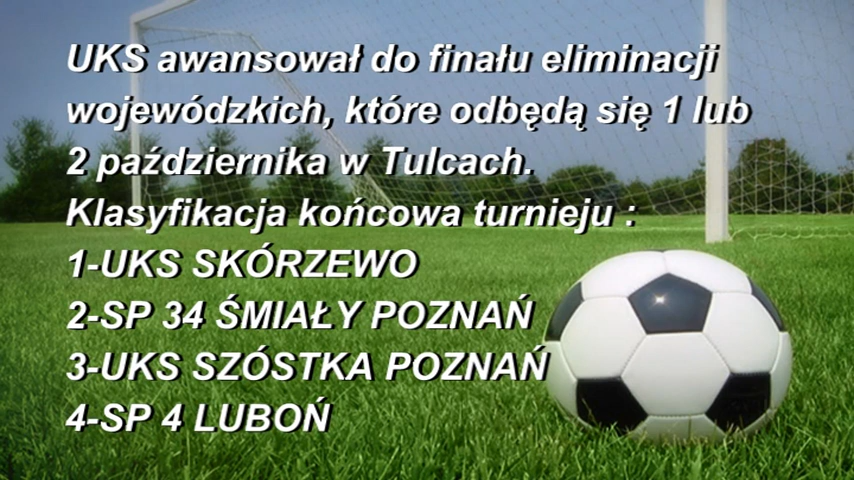 UKS awansował do finału eliminacji
wojewódzkich, które odbędą się 1 lub
2 października w Tulcach.
Klasyfikacja końcowa turnieju :
1-UKS SKÓRZEWO
2-SP 34 ŚMIAŁY POZNAŃ
3-UKS SZÓSTKA POZNAŃ
4-SP 4 LUBOŃ